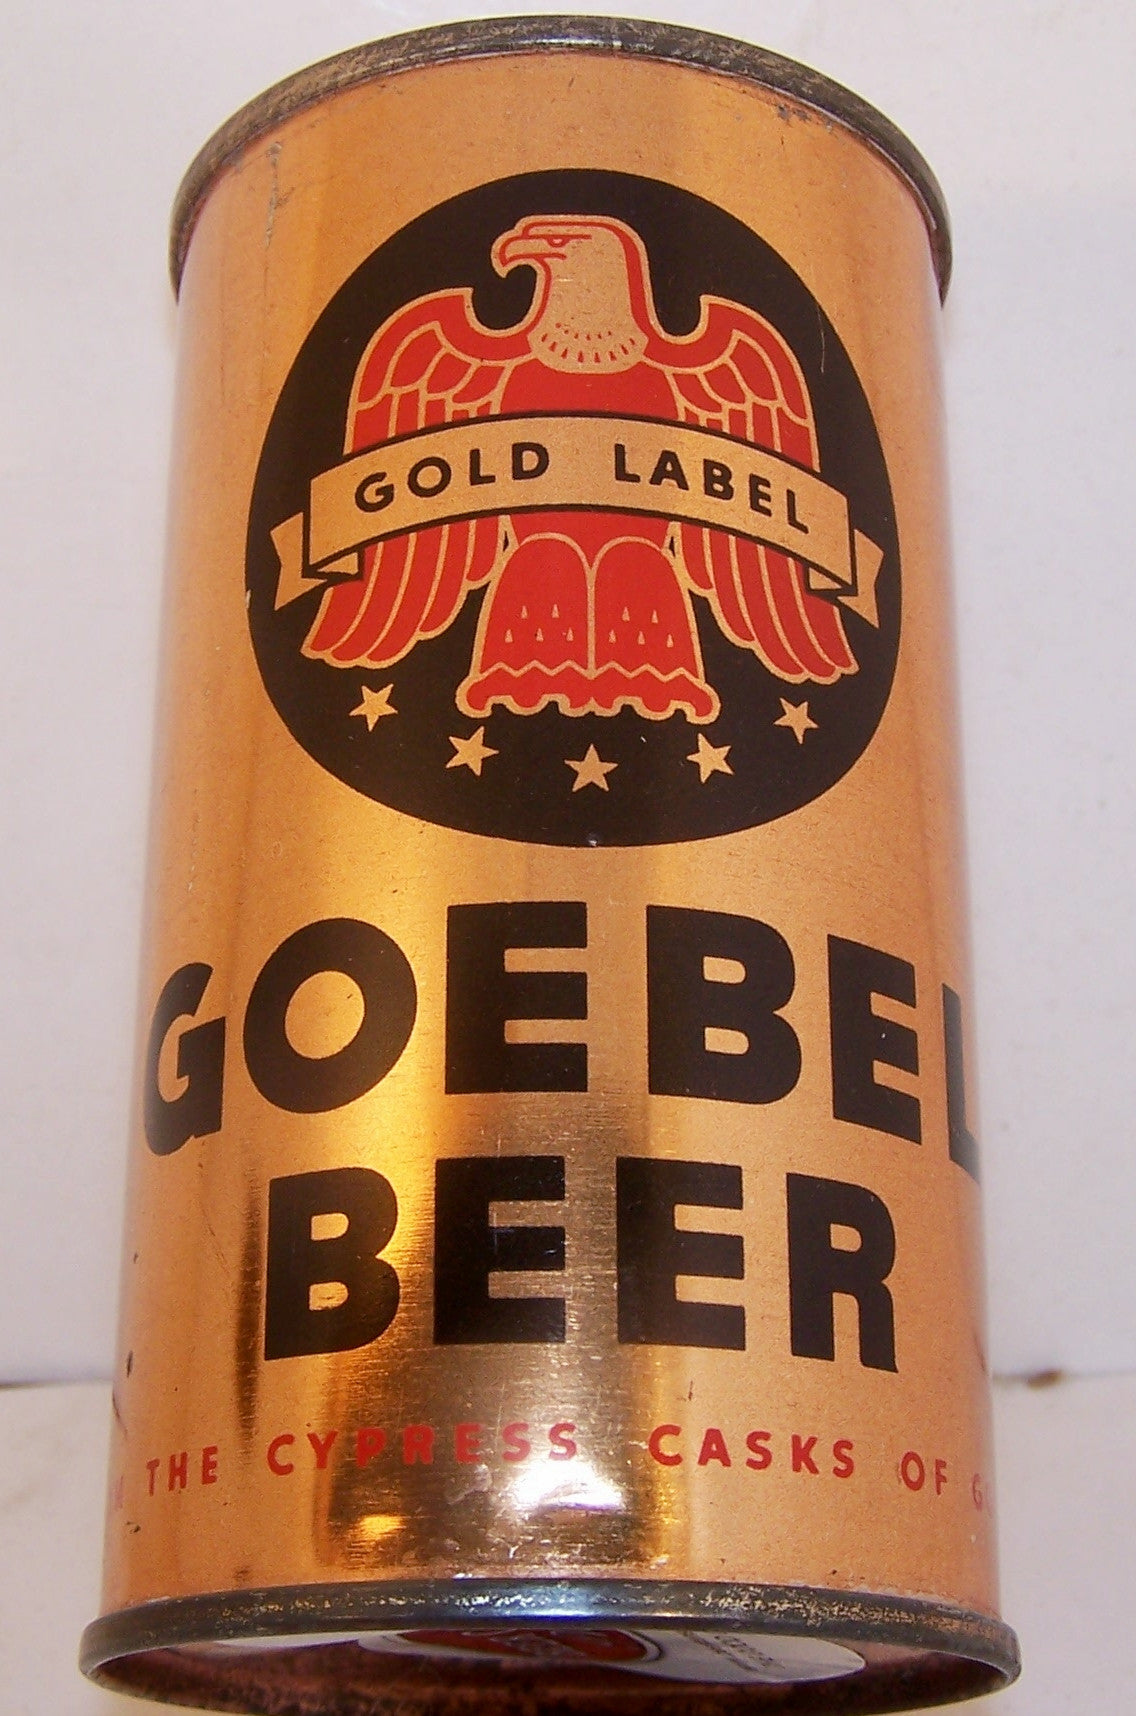 GOLD LABEL
GOEBEL
BEER
THE CYPRESS CASKS OF